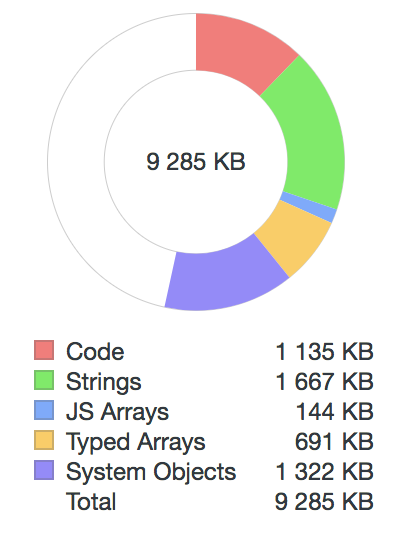 9 285 KB
Code 1 135 KB
Strings 1 667 KB
JS Arrays 144 KB
Typed Arrays 691 KB
System Objects 1 322 KB
Total 9 285 KB